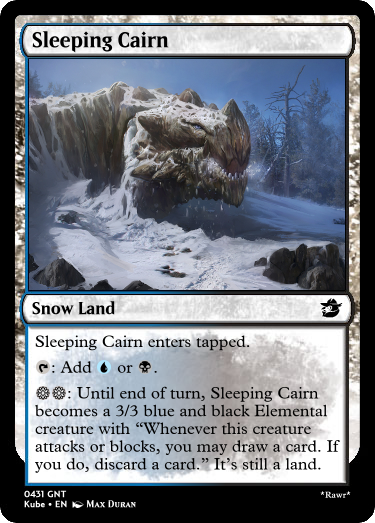 Sleeping Cairn
Snow Land
Sleeping Cairn enters tapped.
: Add or .
: Until end of turn, Sleeping Cairn
becomes a 3/3 blue and black Elemental
creature with “Whenever this creature
attacks or blocks, you may draw a card. If
you do, discard a card.” It’s still a land.
0431 GNT
*Rawr*
Kube • EN Max Duran